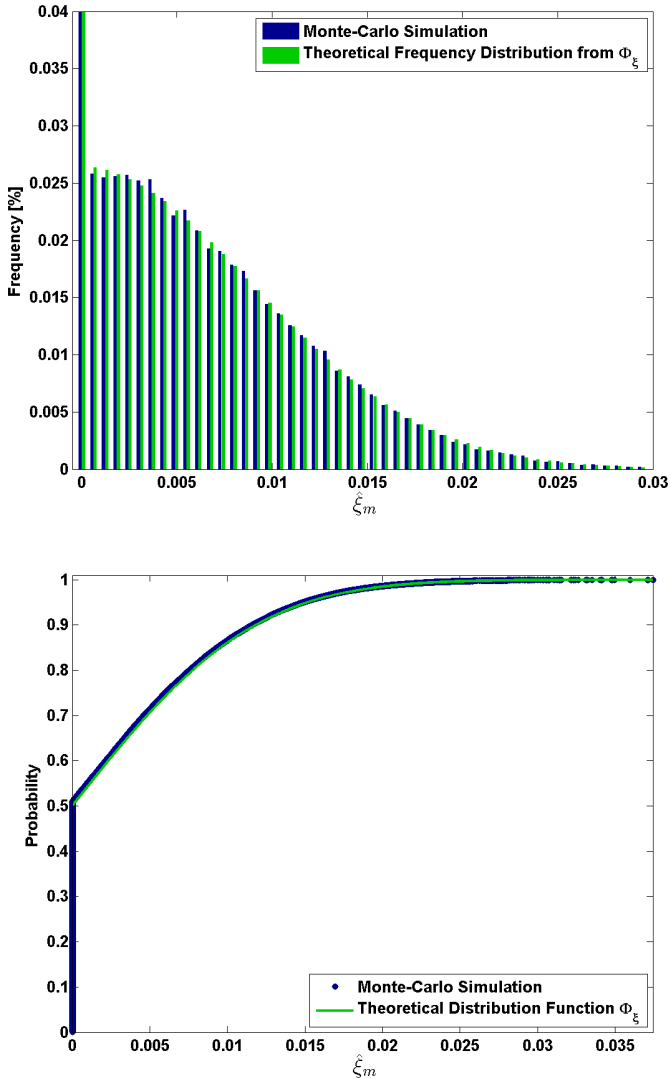 0.04
0.035
0.03
0.025
0.02
0.015
0.01
0.005
0
Frequency [%]
Monte-Carlo Simulation
Theoretical Frequency Distribution from Φ_ξ
0 0.005 0.01 0.015 0.02 0.025 0.03
ξ̂_m
1
0.9
0.8
0.7
0.6
0.5
0.4
0.3
0.2
0.1
0
Probability
Monte-Carlo Simulation
Theoretical Distribution Function Φ_ξ
0 0.005 0.01 0.015 0.02 0.025 0.03 0.035
ξ̂_m